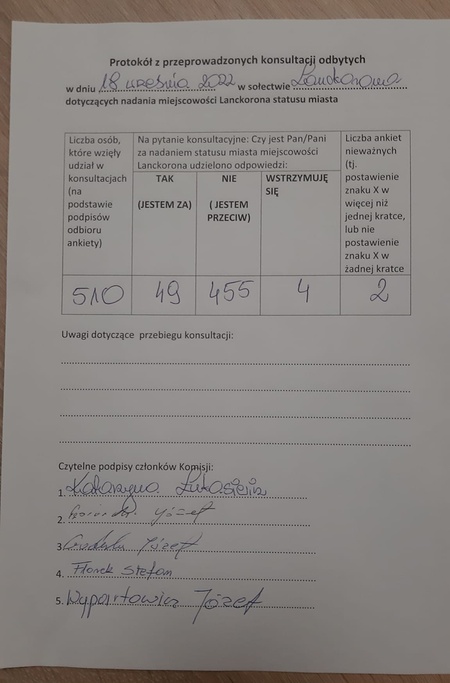 Protokół z przeprowadzonych konsultacji odbytych
w dniu 18 września 2022 w sołectwie Lanckorona
dotyczących nadania miejscowości Lanckorona statusu miasta
Liczba osób,
które wzięły
udział w
konsultacjach
(na
podstawie
podpisów
odbioru
ankiety)
Na pytanie konsultacyjne: Czy jest Pan/Pani
za nadaniem statusu miasta miejscowości
Lanckorona udzielono odpowiedzi:
TAK
(JESTEM ZA)
NIE
( JESTEM
PRZECIW)
WSTRZYMUJĘ
SIĘ
Liczba ankiet
nieważnych
(tj.
postawienie
znaku X w
więcej niż
jednej kratce,
lub nie
postawienie
znaku X w
żadnej kratce
510 49 455 4 2
Uwagi dotyczące przebiegu konsultacji:
Czytelne podpisy członków Komisji:
1. Katarzyna
2. Józef
3. Józef
4. Florek Stefan
5. Wyportowicz Józef